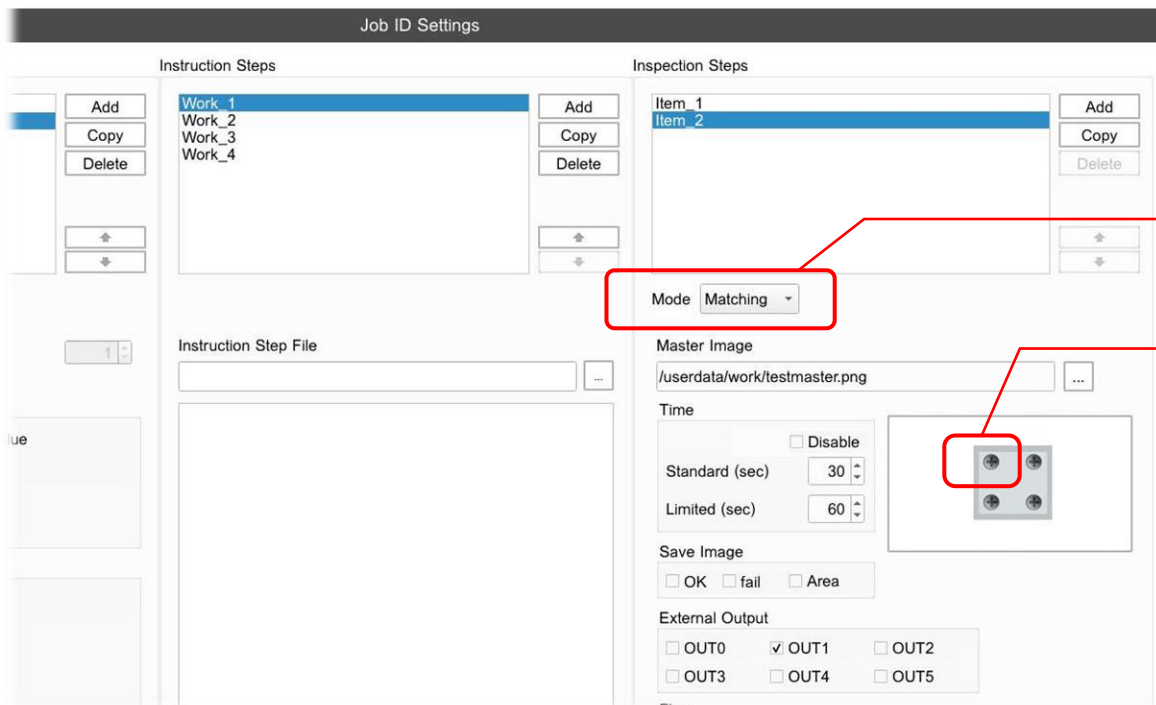 Job ID Settings
Instruction Steps
Inspection Steps
Add
Copy
Delete
1
Work_1
Work_2
Work_3
Work_4
Add
Copy
Delete
Instruction Step File
...
Item_1
Item_2
Add
Copy
Delete
Mode Matching
Master Image
/userdata/work/testmaster.png
...
Time
Disable
Standard (sec) 30
Limited (sec) 60
Save Image
OK fail Area
External Output
OUT0 OUT1 OUT2
OUT3 OUT4 OUT5